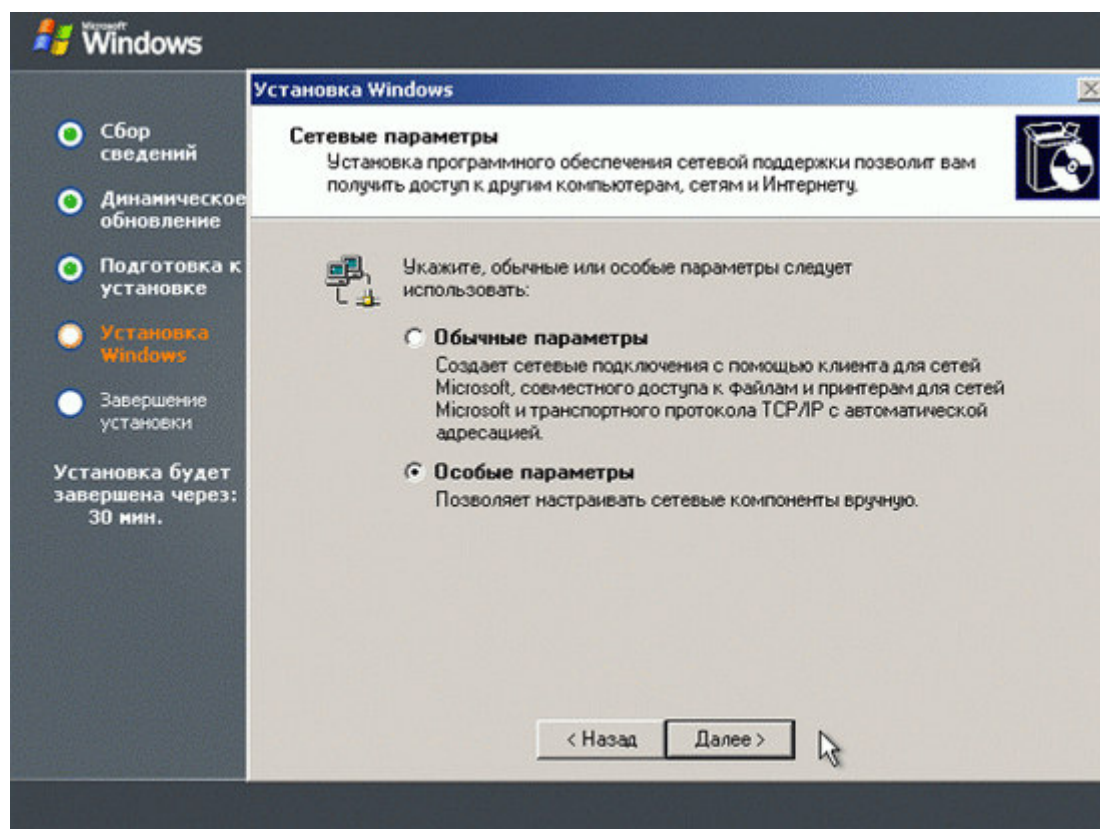 Microsoft
Windows
Установка Windows
Сбор
сведений
Динамическое
обновление
Подготовка к
установке
Установка
Windows
Завершение
установки
Установка будет
завершена через:
30 мин.
Сетевые параметры
Установка программного обеспечения сетевой поддержки позволит вам
получить доступ к другим компьютерам, сетям и Интернету.
Укажите, обычные или особые параметры следует
использовать:
Обычные параметры
Создает сетевые подключения с помощью клиента для сетей
Microsoft, совместного доступа к файлам и принтерам для сетей
Microsoft и транспортного протокола TCP/IP с автоматической
адресацией.
Особые параметры
Позволяет настраивать сетевые компоненты вручную.
< Назад
Далее >